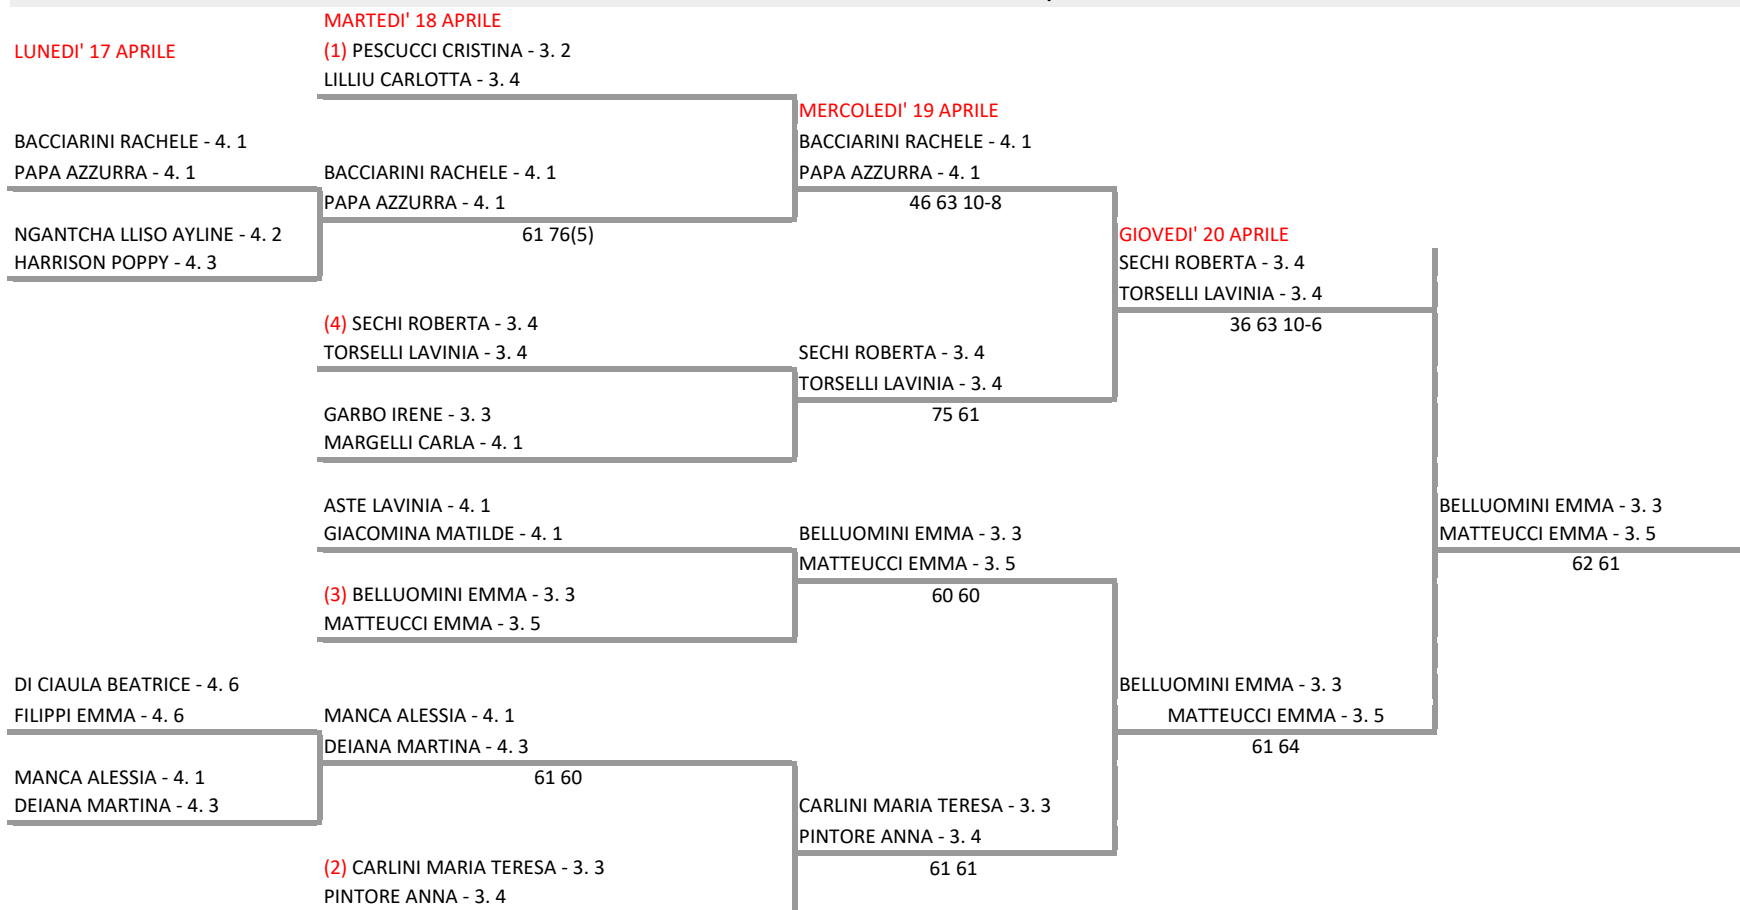 MARTEDI' 18 APRILE
LUNEDI' 17 APRILE
(1) PESCUCCI CRISTINA - 3. 2
LILLIU CARLOTTA - 3. 4
MERCOLEDI' 19 APRILE
BACCIARINI RACHELE - 4. 1
BACCIARINI RACHELE - 4. 1
PAPA AZZURRA - 4. 1
BACCIARINI RACHELE - 4. 1
PAPA AZZURRA - 4. 1
PAPA AZZURRA - 4. 1
46 63 10-8
NGANTCHA LLISO AYLINE - 4. 2
61 76(5)
GIOVEDI' 20 APRILE
HARRISON POPPY - 4. 3
SECHI ROBERTA - 3. 4
TORSELLI LAVINIA - 3. 4
(4) SECHI ROBERTA - 3. 4
36 63 10-6
TORSELLI LAVINIA - 3. 4
SECHI ROBERTA - 3. 4
TORSELLI LAVINIA - 3. 4
GARBO IRENE - 3. 3
75 61
MARGELLI CARLA - 4. 1
ASTE LAVINIA - 4. 1
BELLUOMINI EMMA - 3. 3
GIACOMINA MATILDE - 4. 1
BELLUOMINI EMMA - 3. 3
MATTEUCCI EMMA - 3. 5
MATTEUCCI EMMA - 3. 5
62 61
(3) BELLUOMINI EMMA - 3. 3
60 60
MATTEUCCI EMMA - 3. 5
DI CIAULA BEATRICE - 4. 6
BELLUOMINI EMMA - 3. 3
FILIPPI EMMA - 4. 6
MANCA ALESSIA - 4. 1
MATTEUCCI EMMA - 3. 5
DEIANA MARTINA - 4. 3
61 64
MANCA ALESSIA - 4. 1
61 60
DEIANA MARTINA - 4. 3
CARLINI MARIA TERESA - 3. 3
PINTORE ANNA - 3. 4
(2) CARLINI MARIA TERESA - 3. 3
61 61
PINTORE ANNA - 3. 4